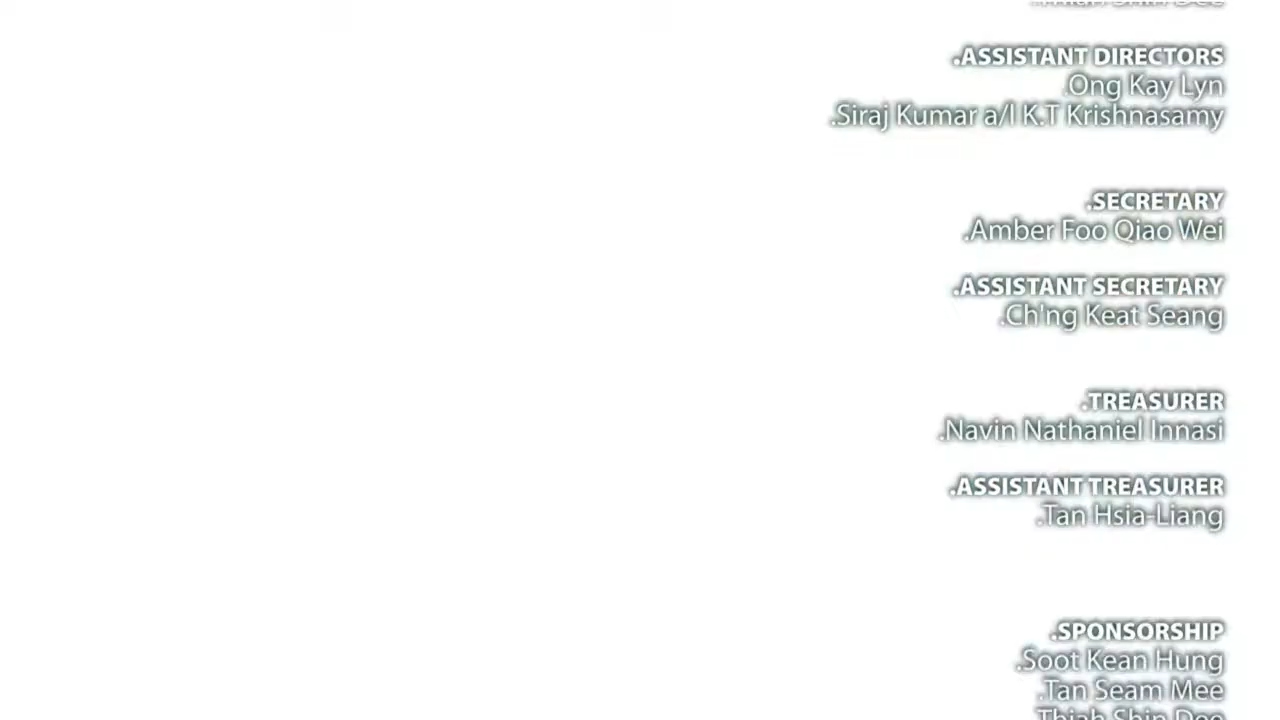 .ASSISTANT DIRECTORS
.Ong Kay Lyn
.Siraj Kumar a/l K.T Krishnasamy
.SECRETARY
.Amber Foo Qiao Wei
.ASSISTANT SECRETARY
.Ch'ng Keat Seang
.TREASURER
.Navin Nathaniel Innasi
.ASSISTANT TREASURER
.Tan Hsia-Liang
.SPONSORSHIP
.Soot Kean Hung
.Tan Seam Mee